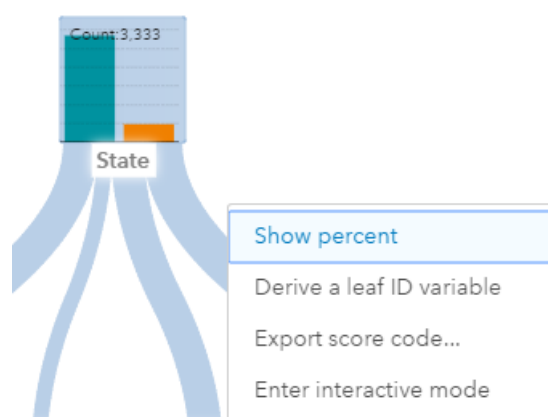 Count:3,333
State
Show percent
Derive a leaf ID variable
Export score code...
Enter interactive mode